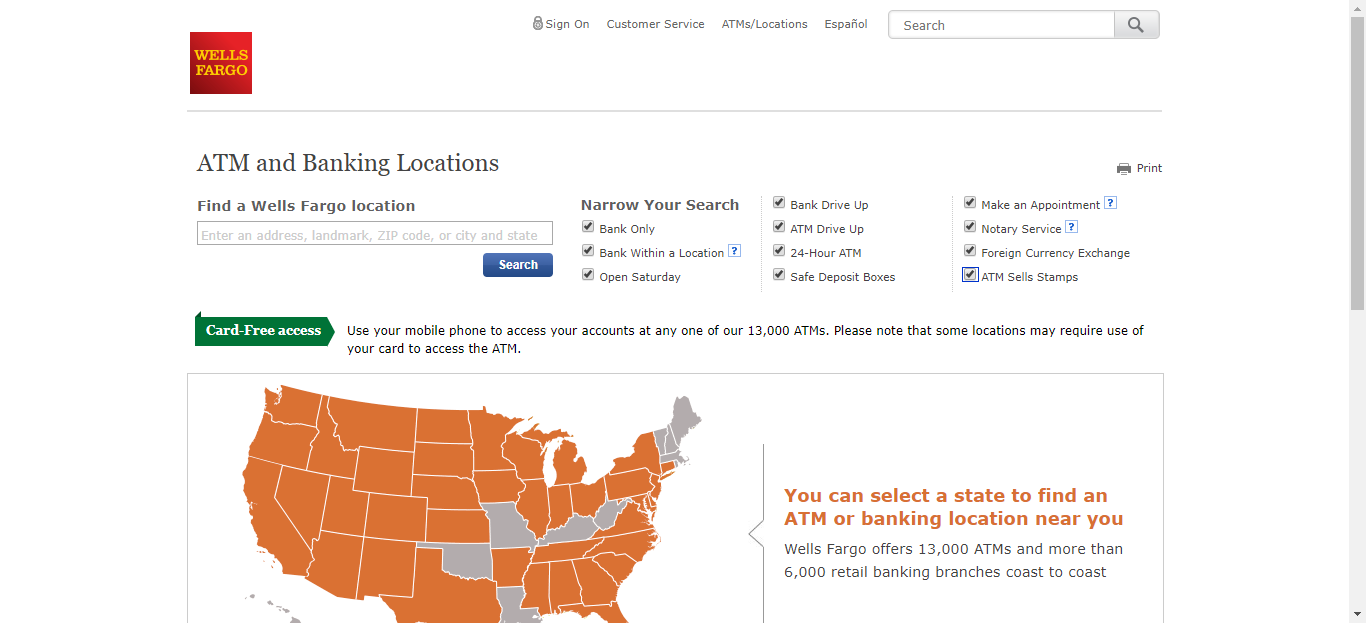 Sign On Customer Service ATMs/Locations Español Search
WELLS
FARGO
ATM and Banking Locations
Print
Find a Wells Fargo location
Enter an address, landmark, ZIP code, or city and state
Search
Narrow Your Search
Bank Only
Bank Within a Location ?
Open Saturday
Bank Drive Up
ATM Drive Up
24-Hour ATM
Safe Deposit Boxes
Make an Appointment ?
Notary Service ?
Foreign Currency Exchange
ATM Sells Stamps
Card-Free access
Use your mobile phone to access your accounts at any one of our 13,000 ATMs. Please note that some locations may require use of
your card to access the ATM.
You can select a state to find an
ATM or banking location near you
Wells Fargo offers 13,000 ATMs and more than
6,000 retail banking branches coast to coast